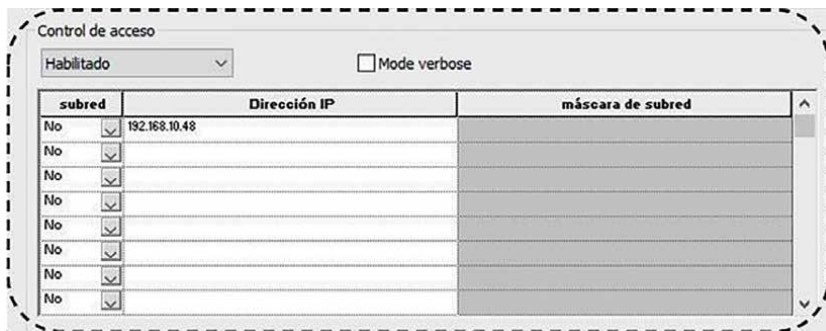 Control de acceso
Habilitado Mode verbose
subred Dirección IP máscara de subred
No 192.168.10.48
No
No
No
No
No
No
No